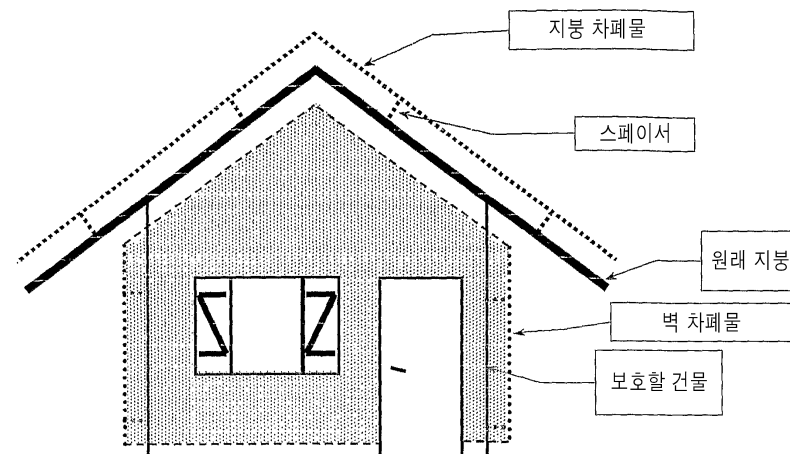 지붕 차폐물
스페이서
원래 지붕
벽 차폐물
보호할 건물